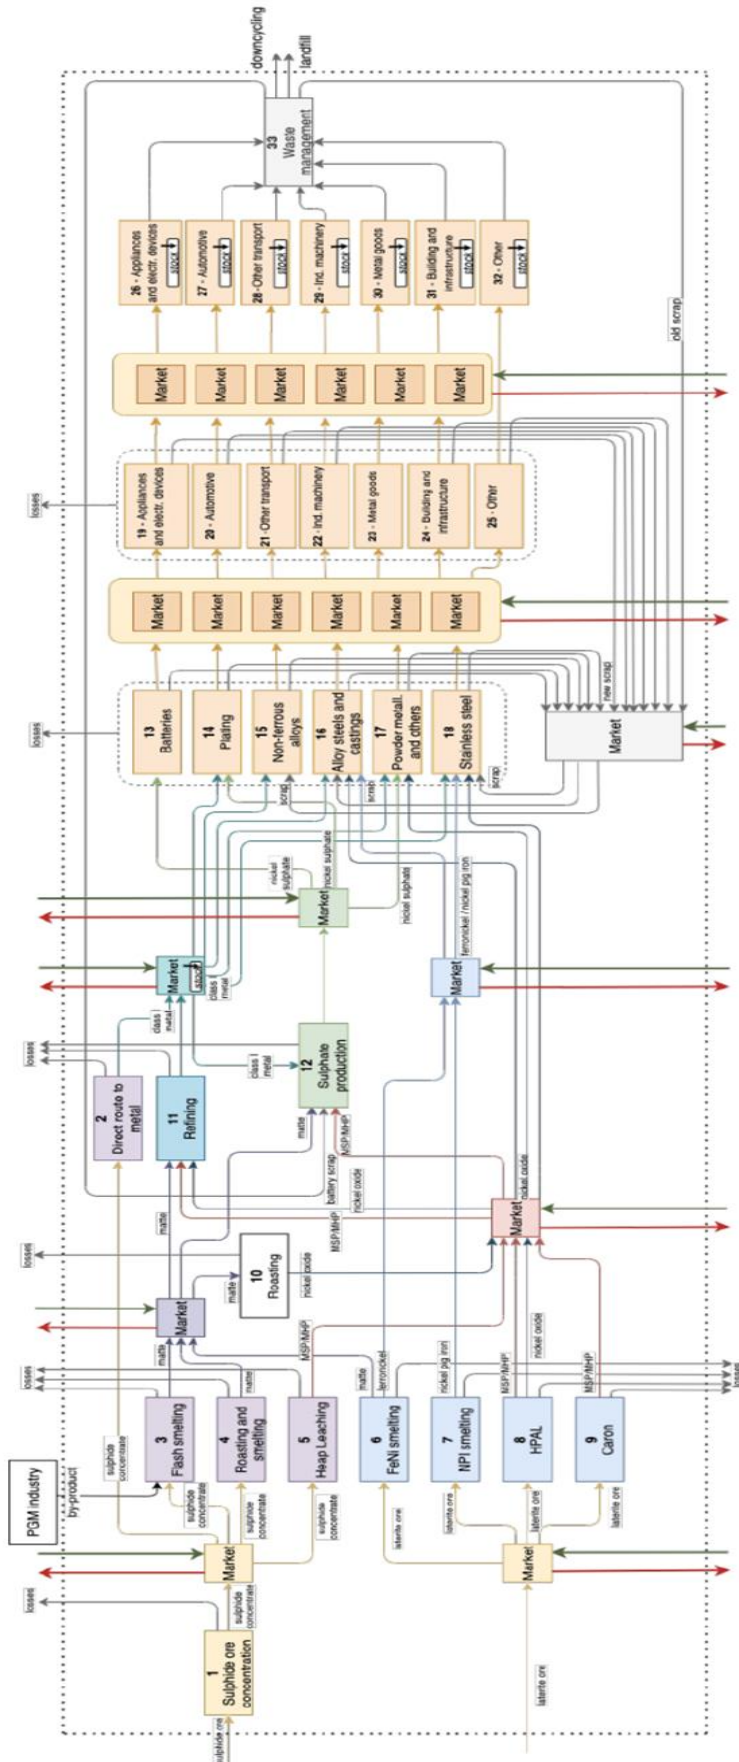 sulphide ore
1
Sulphide ore
concentration
losses
sulphide
concentrate
Market
laterite ore
Market
PGM industry
by-product
sulphide
concentrate
sulphide
concentrate
sulphide
concentrate
sulphide
concentrate
laterite ore
laterite ore
laterite ore
laterite ore
3
Flash smelting
4
Roasting and
smelting
5
Heap Leaching
6
FeNi smelting
7
NPI smelting
8
HPAL
9
Caron
losses
matte
matte
MSP/MHP
matte
ferronickel
nickel pig iron
MSP/MHP
nickel oxide
MSP/MHP
losses
Market
matte
10
Roasting
losses
nickel oxide
Market
matte
MSP/MHP
nickel oxide
battery scrap
matte
MSP/MHP
nickel oxide
2
Direct route to
metal
11
Refining
12
Sulphate
production
losses
class I
metal
class I
metal
Market
stock
class I
metal
Market
nickel
sulphate
nickel sulphate
nickel sulphate
Market
ferronickel / nickel pig iron
scrap
scrap
scrap
13
Batteries
14
Plating
15
Non-ferrous
alloys
16
Alloy steels and
castings
17
Powder metall.
and others
18
Stainless steel
losses
Market
new scrap
old scrap
Market
Market
Market
Market
Market
Market
19 - Appliances
and electr. devices
20 - Automotive
21 - Other transport
22 - Ind. machinery
23 - Metal goods
24 - Building and
infrastructure
25 - Other
losses
Market
Market
Market
Market
Market
Market
26 - Appliances
and electr. devices
stock
27 - Automotive
stock
28 - Other transport
stock
29 - Ind. machinery
stock
30 - Metal goods
stock
31 - Building and
infrastructure
stock
32 - Other
stock
33
Waste
management
downcycling
landfill